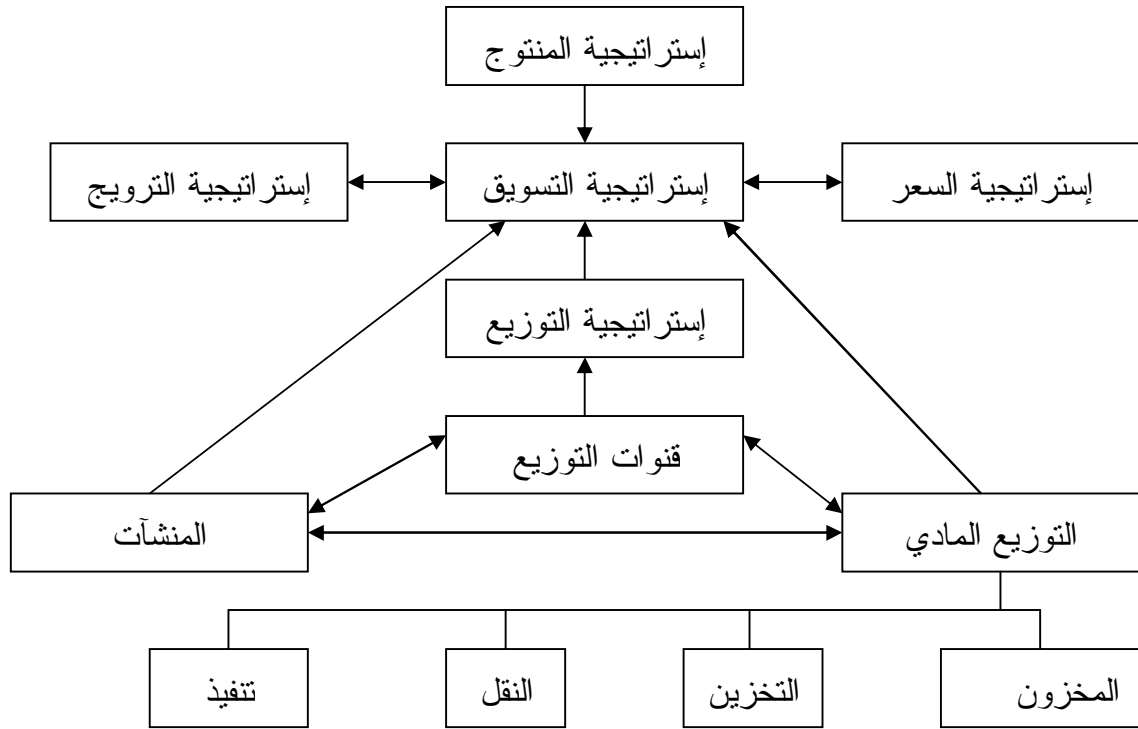 إستراتيجية المنتوج
إستراتيجية السعر
إستراتيجية التسويق
إستراتيجية الترويج
إستراتيجية التوزيع
قنوات التوزيع
التوزيع المادي
المنشآت
المخزون
التخزين
النقل
تنفيذ